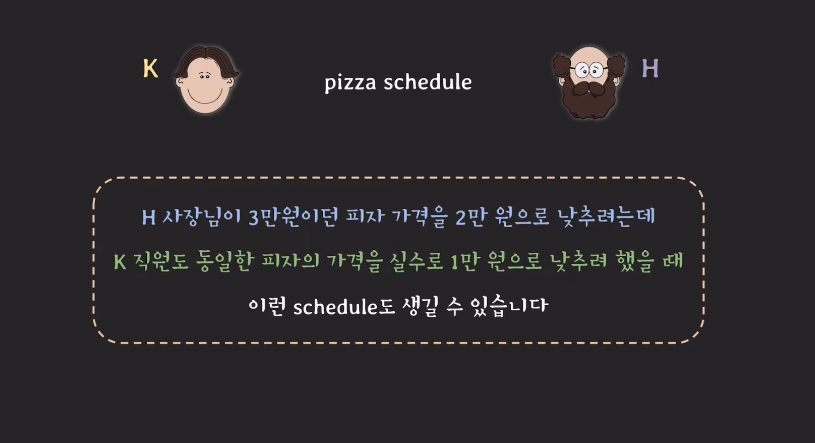 K
pizza schedule
H
H 사장님이 3만원이던 피자 가격을 2만 원으로 낮추려는데
K 직원도 동일한 피자의 가격을 실수로 1만 원으로 낮추려 했을 때
이런 schedule도 생길 수 있습니다